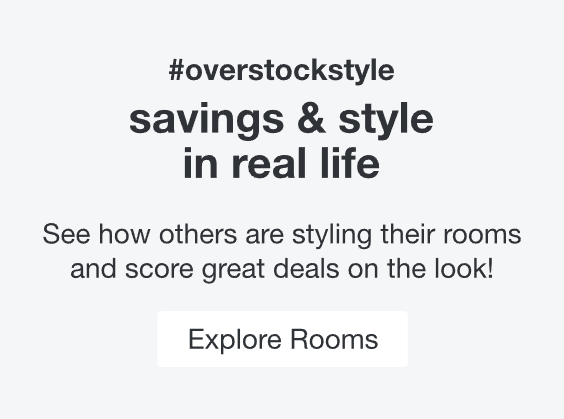 #overstockstyle
savings & style
in real life
See how others are styling their rooms
and score great deals on the look!
Explore Rooms